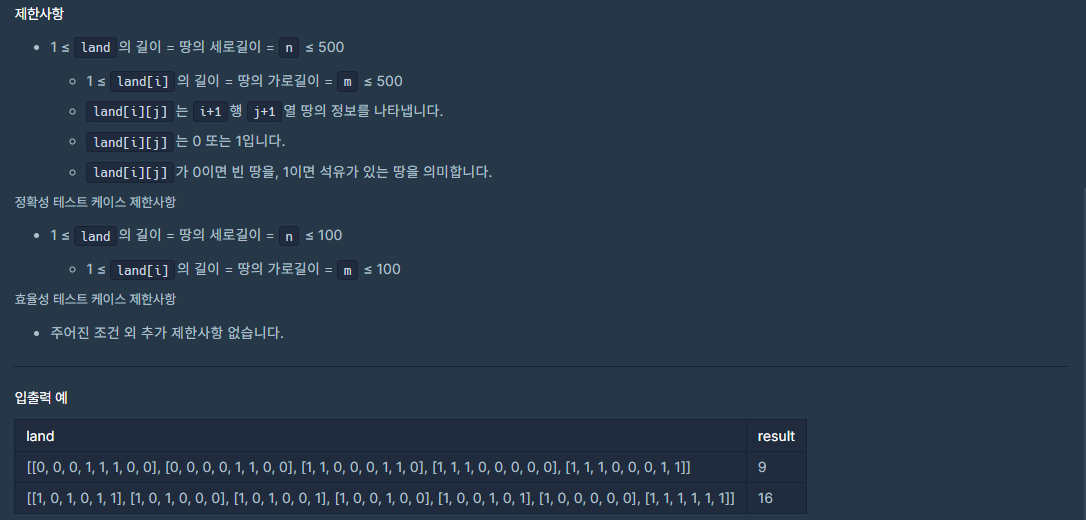 제한사항
• 1 ≤ land의 길이 = 땅의 세로길이 = n ≤ 500
◦ 1 ≤ land[i]의 길이 = 땅의 가로길이 = m ≤ 500
◦ land[i][j]는 i+1행 j+1열 땅의 정보를 나타냅니다.
◦ land[i][j]는 0 또는 1입니다.
◦ land[i][j]가 0이면 빈 땅을, 1이면 석유가 있는 땅을 의미합니다.
정확성 테스트 케이스 제한사항
• 1 ≤ land의 길이 = 땅의 세로길이 = n ≤ 100
◦ 1 ≤ land[i]의 길이 = 땅의 가로길이 = m ≤ 100
효율성 테스트 케이스 제한사항
• 주어진 조건 외 추가 제한사항 없습니다.
입출력 예
land result
[[0, 0, 0, 1, 1, 1, 0, 0], [0, 0, 0, 0, 1, 1, 0, 0], [1, 1, 0, 0, 0, 1, 1, 0], [1, 1, 1, 0, 0, 0, 0, 0], [1, 1, 1, 0, 0, 0, 1, 1]] 9
[[1, 0, 1, 0, 1, 1], [1, 0, 1, 0, 0, 0], [1, 0, 1, 0, 0, 1], [1, 0, 0, 1, 0, 0], [1, 0, 0, 1, 0, 1], [1, 0, 0, 0, 0, 0], [1, 1, 1, 1, 1, 1]] 16